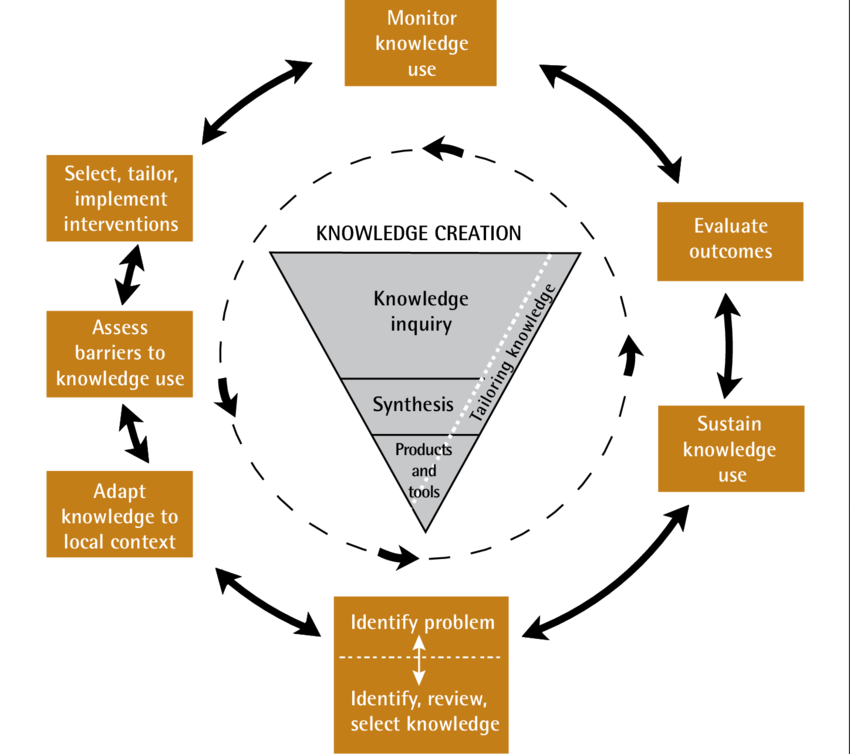 Monitor
knowledge
use
Select, tailor,
implement
interventions
Evaluate
outcomes
KNOWLEDGE CREATION
Knowledge
inquiry
Tailoring knowledge
Assess
barriers to
knowledge use
Synthesis
Products
and
tools
Sustain
knowledge
use
Adapt
knowledge to
local context
Identify problem
Identify, review,
select knowledge